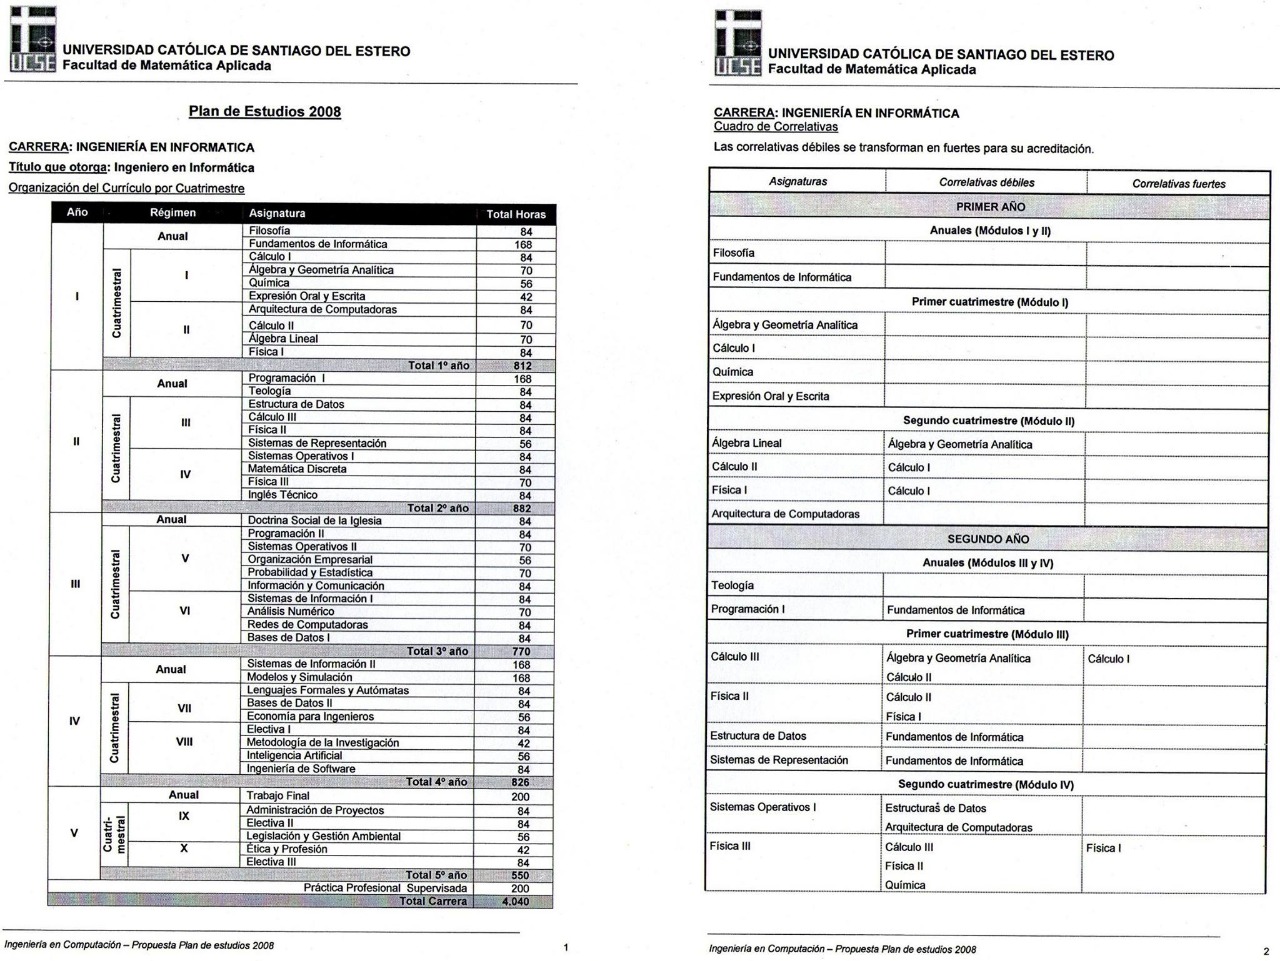 UCSE
UNIVERSIDAD CATÓLICA DE SANTIAGO DEL ESTERO
Facultad de Matemática Aplicada
Plan de Estudios 2008
CARRERA: INGENIERÍA EN INFORMATICA
Título que otorga: Ingeniero en Informática
Organización del Currículo por Cuatrimestre
Año Régimen Asignatura Total Horas
I
Anual
Filosofía 84
Fundamentos de Informática 168
Cuatrimestral
I
Cálculo I 84
Álgebra y Geometría Analítica 70
Química 56
Expresión Oral y Escrita 42
II
Arquitectura de Computadoras 84
Cálculo II 70
Álgebra Lineal 70
Física I 84
Total 1º año 812
II
Anual
Programación I 168
Teología 84
Cuatrimestral
III
Estructura de Datos 84
Cálculo III 84
Física II 84
Sistemas de Representación 56
IV
Sistemas Operativos I 84
Matemática Discreta 84
Física III 70
Inglés Técnico 84
Total 2º año 882
III
Anual
Doctrina Social de la Iglesia 84
Cuatrimestral
V
Programación II 84
Sistemas Operativos II 70
Organización Empresarial 56
Probabilidad y Estadística 70
Información y Comunicación 84
VI
Sistemas de Información I 84
Análisis Numérico 70
Redes de Computadoras 84
Bases de Datos I 84
Total 3º año 770
IV
Anual
Sistemas de Información II 168
Modelos y Simulación 168
Cuatrimestral
VII
Lenguajes Formales y Autómatas 84
Bases de Datos II 84
Economía para Ingenieros 56
VIII
Electiva I 84
Metodología de la Investigación 42
Inteligencia Artificial 56
Ingeniería de Software 84
Total 4º año 826
V
Anual
Trabajo Final 200
Cuatri-
mestral
IX
Administración de Proyectos 84
Electiva II 84
Legislación y Gestión Ambiental 56
X
Ética y Profesión 42
Electiva III 84
Total 5º año 550
Práctica Profesional Supervisada 200
Total Carrera 4.040
Ingeniería en Computación – Propuesta Plan de estudios 2008 1
UCSE
UNIVERSIDAD CATÓLICA DE SANTIAGO DEL ESTERO
Facultad de Matemática Aplicada
CARRERA: INGENIERÍA EN INFORMÁTICA
Cuadro de Correlativas
Las correlativas débiles se transforman en fuertes para su acreditación.
Asignaturas Correlativas débiles Correlativas fuertes
PRIMER AÑO
Anuales (Módulos I y II)
Filosofía
Fundamentos de Informática
Primer cuatrimestre (Módulo I)
Álgebra y Geometría Analítica
Cálculo I
Química
Expresión Oral y Escrita
Segundo cuatrimestre (Módulo II)
Álgebra Lineal Álgebra y Geometría Analítica
Cálculo II Cálculo I
Física I Cálculo I
Arquitectura de Computadoras
SEGUNDO AÑO
Anuales (Módulos III y IV)
Teología
Programación I Fundamentos de Informática
Primer cuatrimestre (Módulo III)
Cálculo III Álgebra y Geometría Analítica Cálculo I
Cálculo II
Física II Cálculo II
Física I
Estructura de Datos Fundamentos de Informática
Sistemas de Representación Fundamentos de Informática
Segundo cuatrimestre (Módulo IV)
Sistemas Operativos I Estructuras de Datos
Arquitectura de Computadoras
Física III Cálculo III Física I
Física II
Química
Ingeniería en Computación – Propuesta Plan de estudios 2008 2